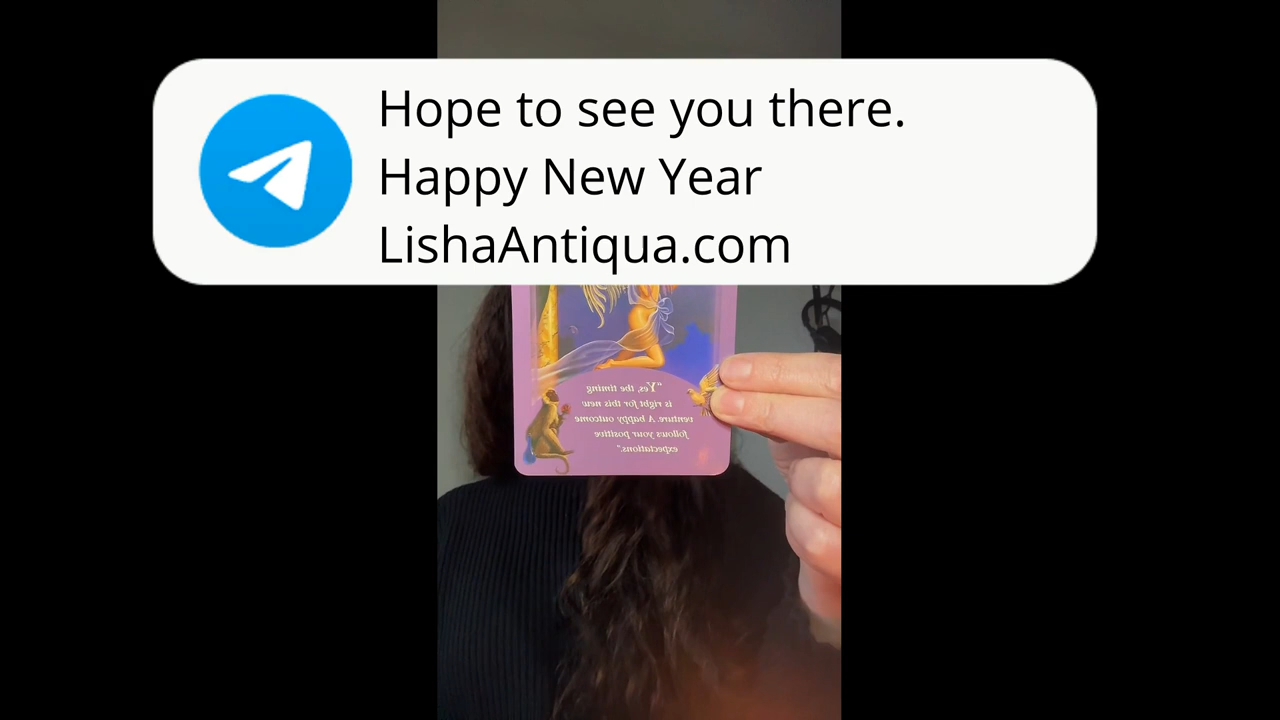 Hope to see you there.
Happy New Year
LishaAntiqua.com
"Yes, the timing
is right for this new
venture. A happy outcome
follows your positive
expectations."